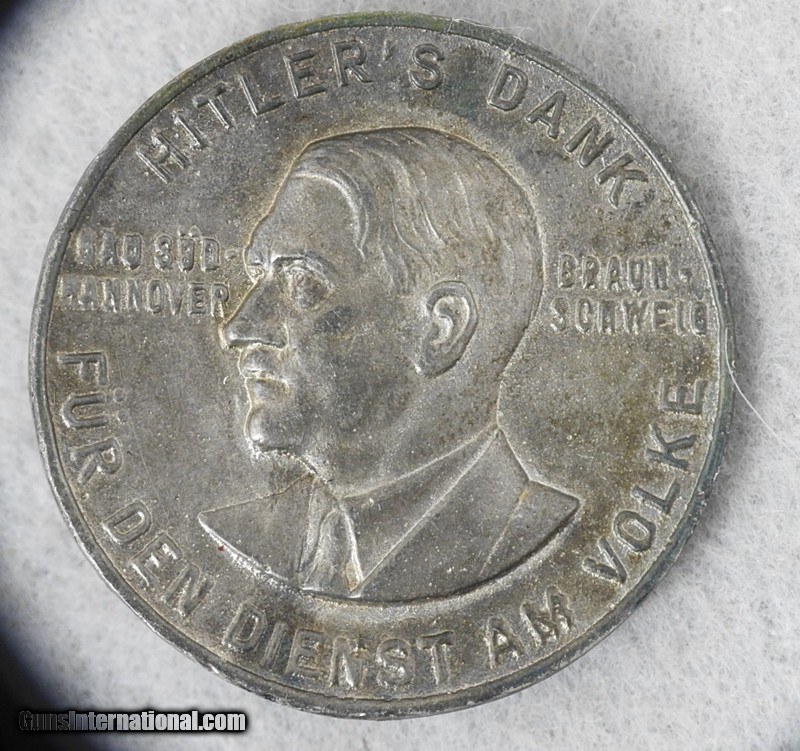 HITLER'S DANK
GAU SÜD-
HANNOVER
BRAUN-
SCHWEIG
FÜR DEN DIENST AM VOLKE
GunsInternational.com